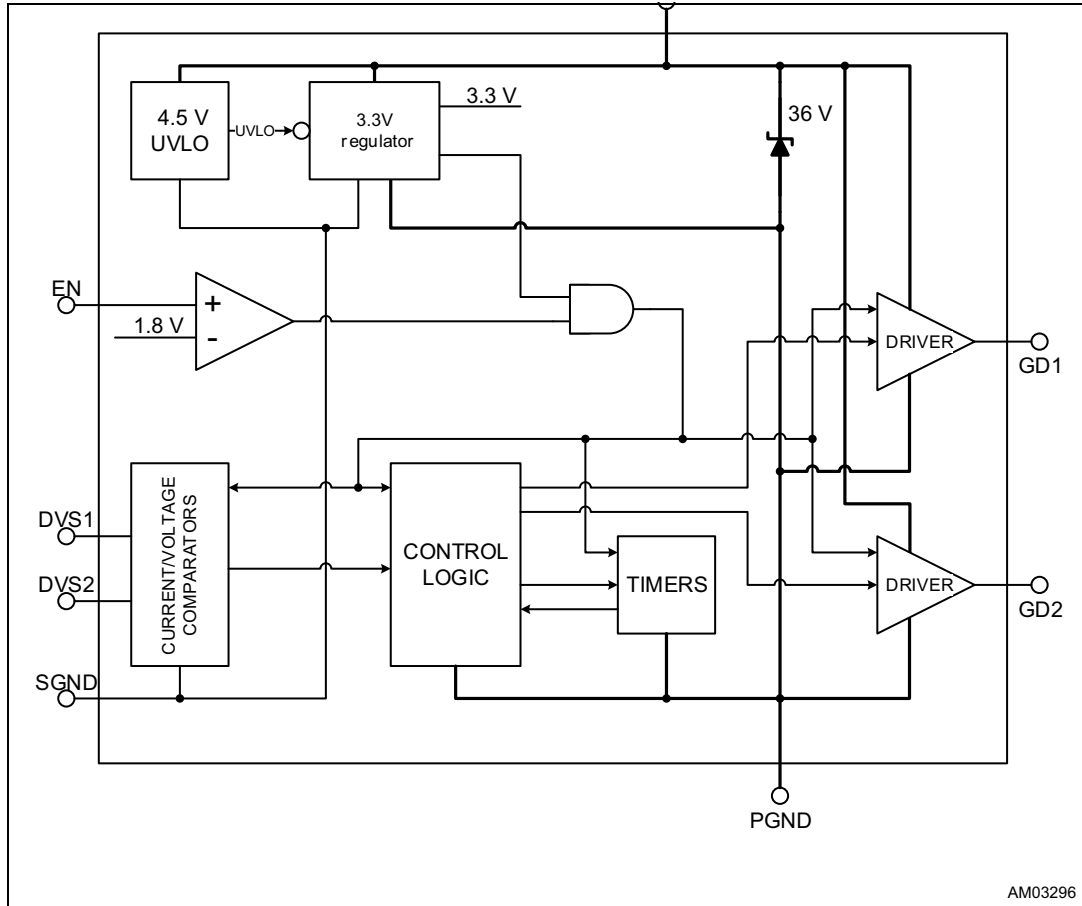 4.5 V
UVLO
UVLO
3.3V
regulator
3.3 V
36 V
EN
+
1.8 V
-
DRIVER
GD1
DVS1
DVS2
CURRENT/VOLTAGE
COMPARATORS
CONTROL
LOGIC
TIMERS
DRIVER
GD2
SGND
PGND
AM03296